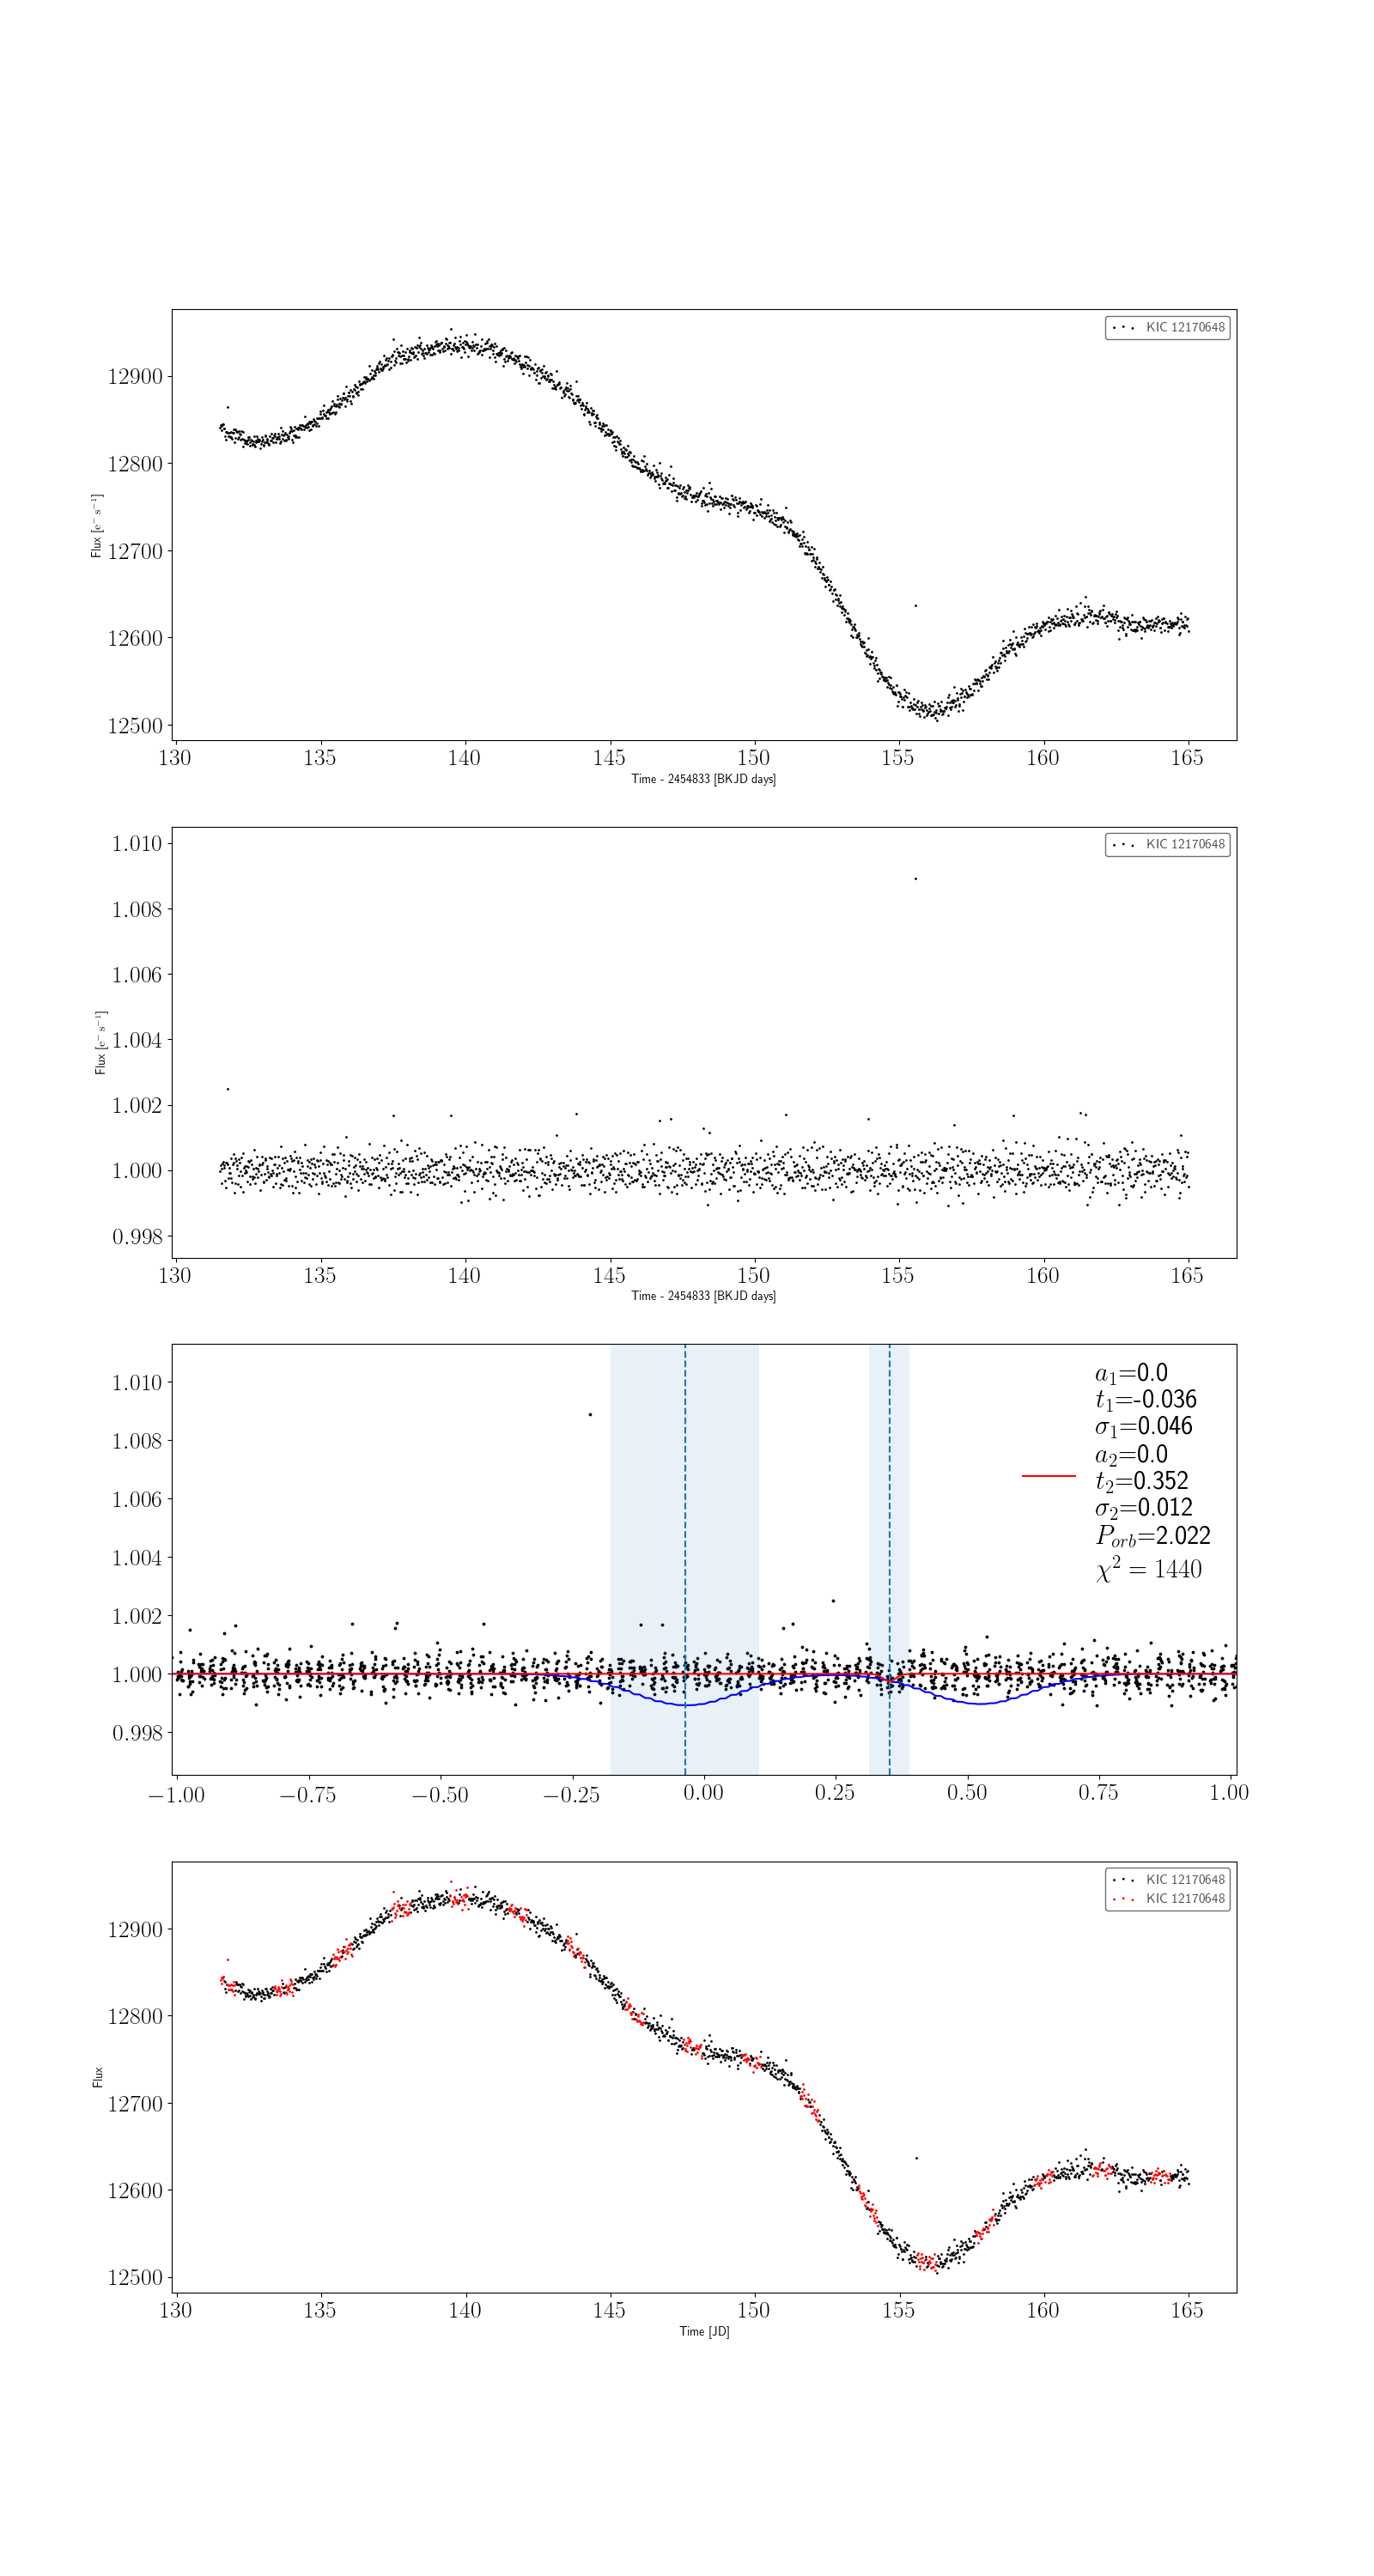 KIC 12170648
12900
12800
12700
12600
12500
Flux [e⁻ s⁻¹]
130 135 140 145 150 155 160 165
Time - 2454833 [BKJD days]
KIC 12170648
1.010
1.008
1.006
1.004
1.002
1.000
0.998
Flux [e⁻ s⁻¹]
130 135 140 145 150 155 160 165
Time - 2454833 [BKJD days]
a₁=0.0
t₁=-0.036
σ₁=0.046
a₂=0.0
t₂=0.352
σ₂=0.012
P_orb=2.022
χ² = 1440
1.010
1.008
1.006
1.004
1.002
1.000
0.998
−1.00 −0.75 −0.50 −0.25 0.00 0.25 0.50 0.75 1.00
KIC 12170648
KIC 12170648
12900
12800
12700
12600
12500
Flux
130 135 140 145 150 155 160 165
Time [JD]